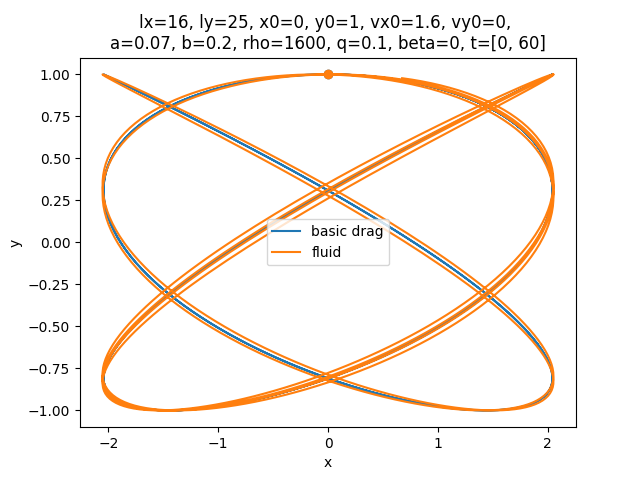 lx=16, ly=25, x0=0, y0=1, vx0=1.6, vy0=0,
a=0.07, b=0.2, rho=1600, q=0.1, beta=0, t=[0, 60]
1.00
0.75
0.50
0.25
0.00
−0.25
−0.50
−0.75
−1.00
y
basic drag
fluid
−2
−1
0
1
2
x